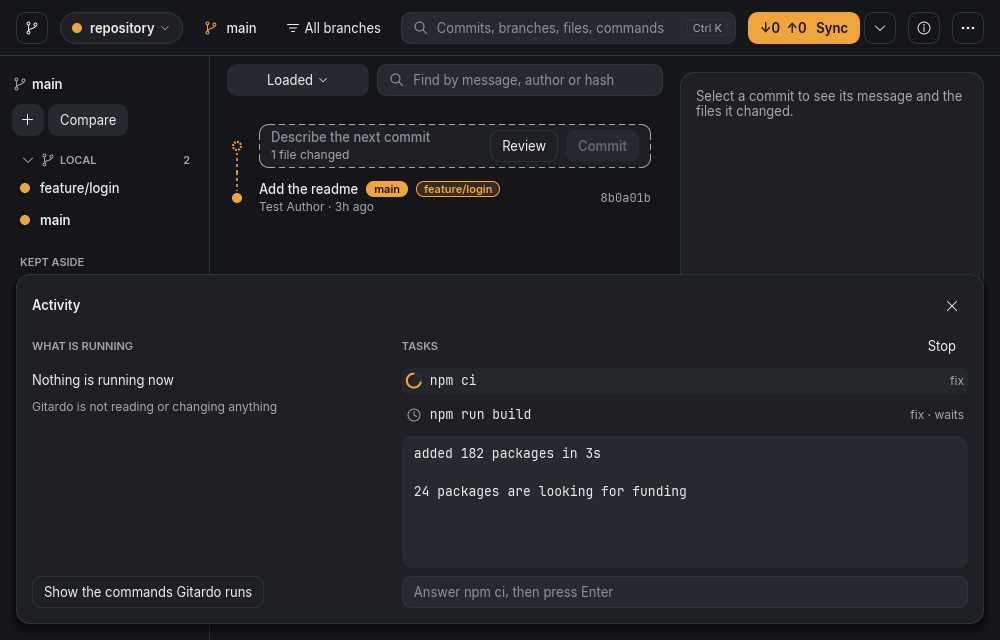 repository
main
All branches
Commits, branches, files, commands
Ctrl K
↓0 ↑0 Sync
main
Compare
LOCAL
2
feature/login
main
KEPT ASIDE
Loaded
Find by message, author or hash
Describe the next commit
1 file changed
Review
Commit
Add the readme
main
feature/login
Test Author · 3h ago
8b0a01b
Select a commit to see its message and the
files it changed.
Activity
WHAT IS RUNNING
Nothing is running now
Gitardo is not reading or changing anything
Show the commands Gitardo runs
TASKS
Stop
npm ci
fix
npm run build
fix · waits
added 182 packages in 3s
24 packages are looking for funding
Answer npm ci, then press Enter